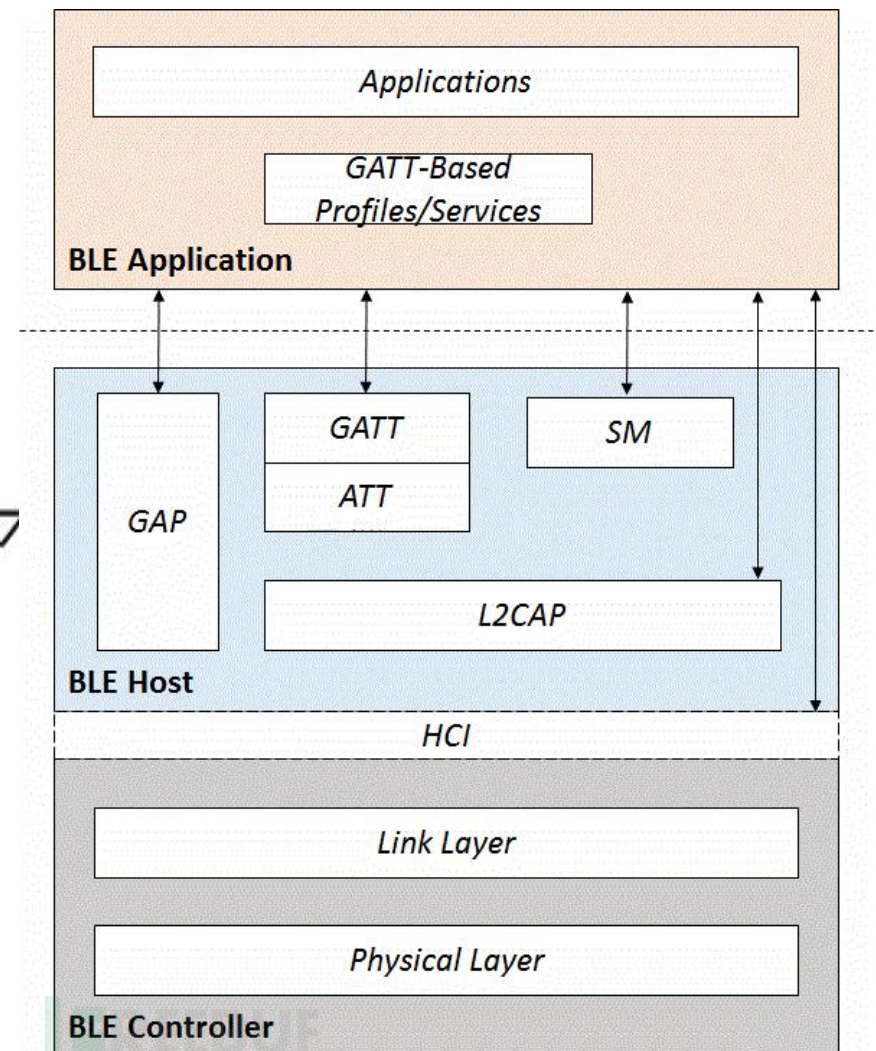 Applications
GATT-Based
Profiles/Services
BLE Application
GAP
GATT
ATT
SM
L2CAP
BLE Host
HCI
Link Layer
Physical Layer
BLE Controller